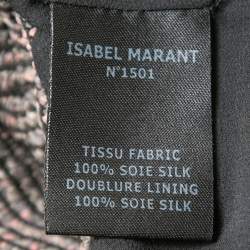 ISABEL MARANT
N°1501
TISSU FABRIC
100% SOIE SILK
DOUBLURE LINING
100% SOIE SILK